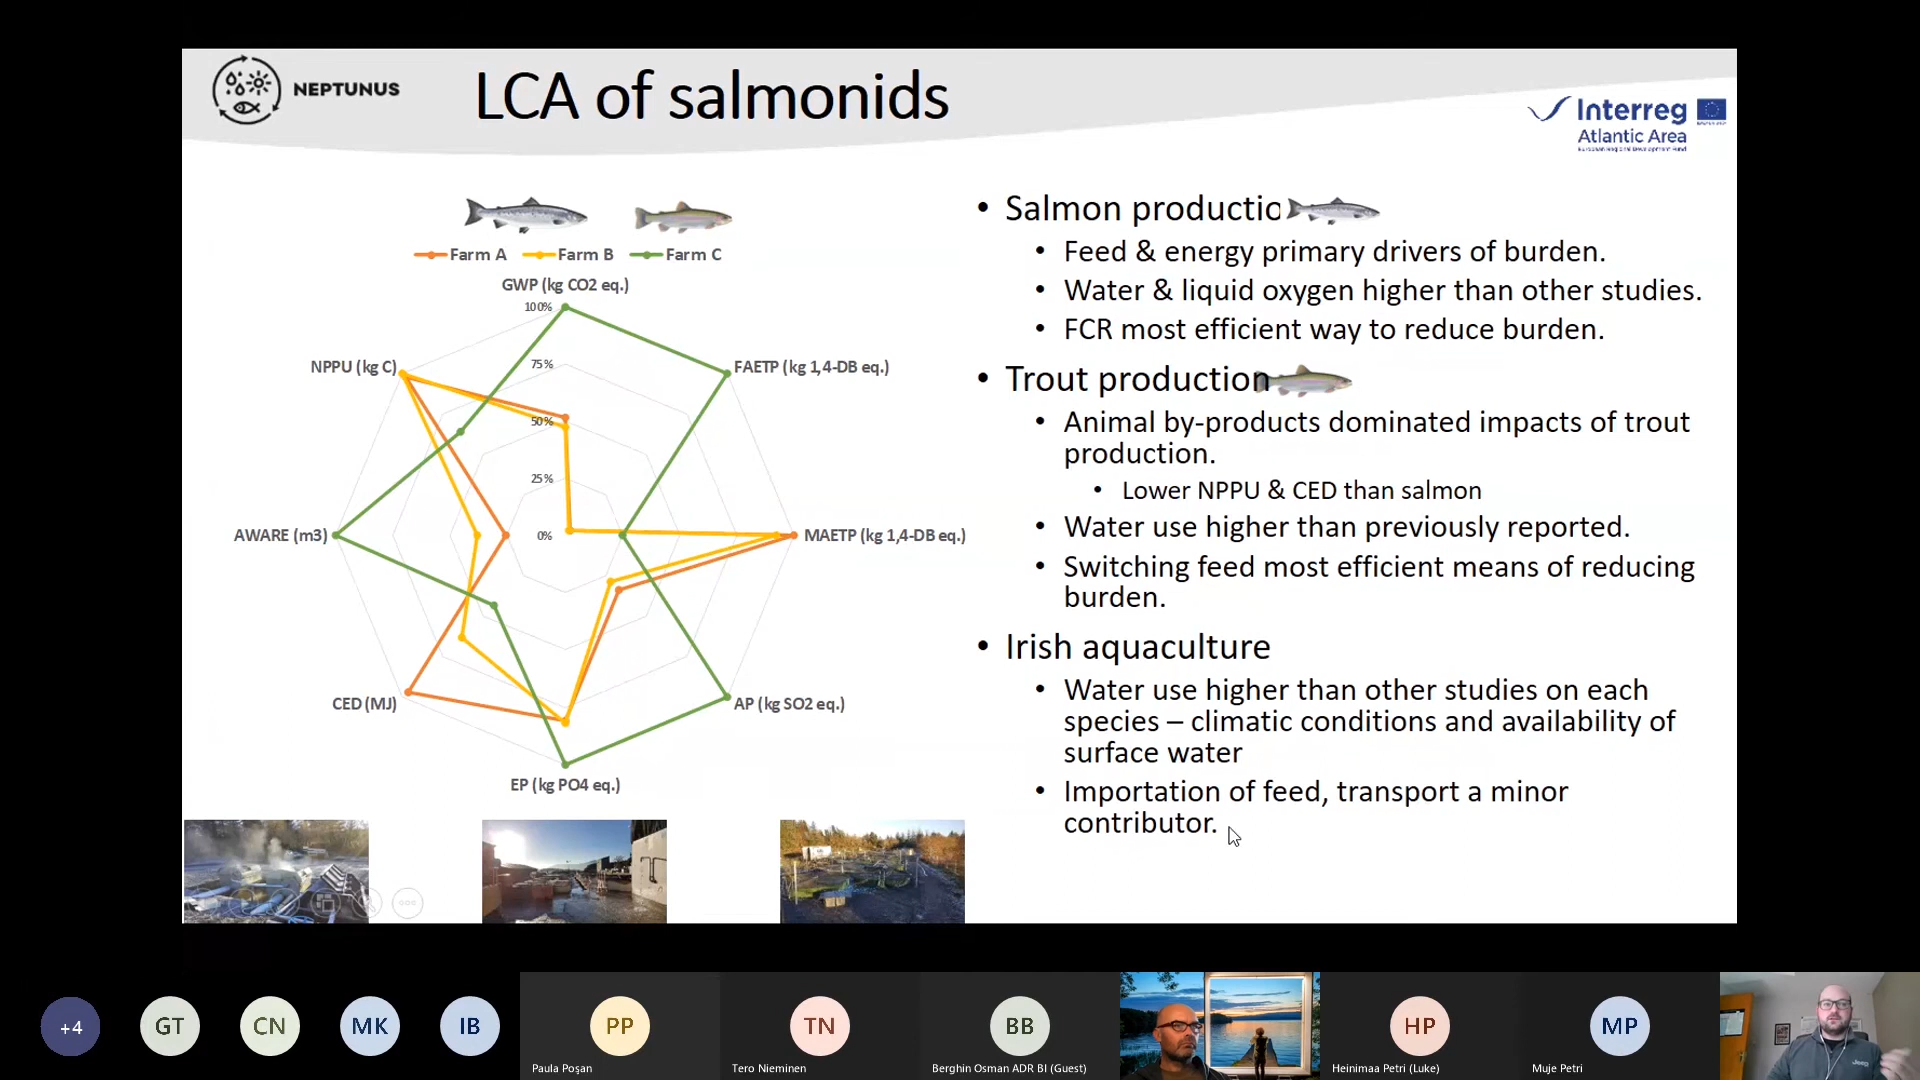 NEPTUNUS
LCA of salmonids
Interreg
Atlantic Area
European Regional Development Fund
Farm A
Farm B
Farm C
GWP (kg CO2 eq.)
100%
75%
50%
25%
0%
NPPU (kg C)
FAETP (kg 1,4-DB eq.)
AWARE (m3)
MAETP (kg 1,4-DB eq.)
CED (MJ)
AP (kg SO2 eq.)
EP (kg PO4 eq.)
• Salmon productio
• Feed & energy primary drivers of burden.
• Water & liquid oxygen higher than other studies.
• FCR most efficient way to reduce burden.
• Trout production
• Animal by-products dominated impacts of trout
production.
• Lower NPPU & CED than salmon
• Water use higher than previously reported.
• Switching feed most efficient means of reducing
burden.
• Irish aquaculture
• Water use higher than other studies on each
species – climatic conditions and availability of
surface water
• Importation of feed, transport a minor
contributor.
+4
GT
CN
MK
IB
PP
TN
BB
HP
MP
Paula Poşan
Tero Nieminen
Berghin Osman ADR BI (Guest)
Heinimaa Petri (Luke)
Muje Petri
Jeep